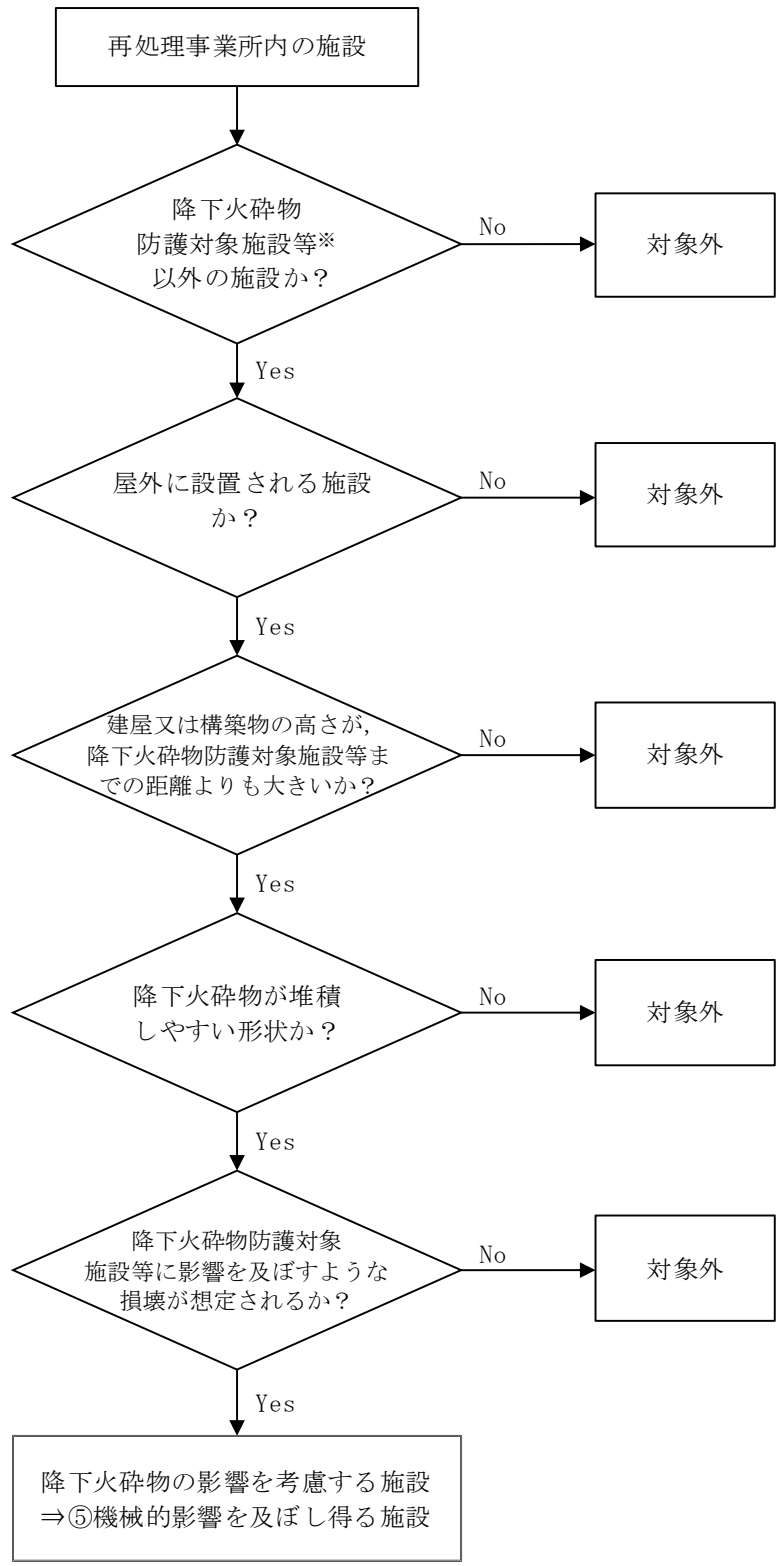 再処理事業所内の施設
降下火砕物
防護対象施設等※
以外の施設か？
No
対象外
Yes
屋外に設置される施設
か？
No
対象外
Yes
建屋又は構築物の高さが，
降下火砕物防護対象施設等ま
での距離よりも大きいか？
No
対象外
Yes
降下火砕物が堆積
しやすい形状か？
No
対象外
Yes
降下火砕物防護対象
施設等に影響を及ぼすような
損壊が想定されるか？
No
対象外
Yes
降下火砕物の影響を考慮する施設
⇒⑤機械的影響を及ぼし得る施設